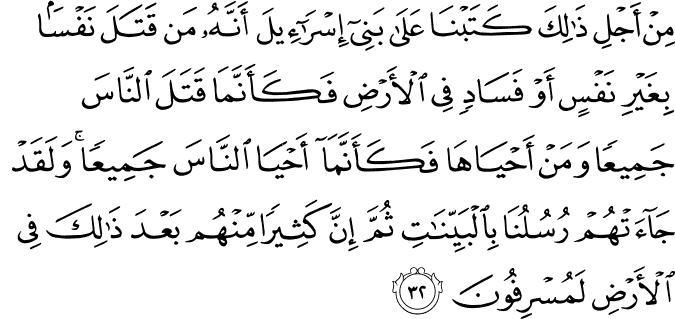 مِنْ أَجْلِ ذَٰلِكَ كَتَبْنَا عَلَىٰ بَنِىٓ إِسْرَٰٓءِيلَ أَنَّهُۥ مَن قَتَلَ نَفْسًۢا
بِغَيْرِ نَفْسٍ أَوْ فَسَادٍۢ فِى ٱلْأَرْضِ فَكَأَنَّمَا قَتَلَ ٱلنَّاسَ
جَمِيعًۭا وَمَنْ أَحْيَاهَا فَكَأَنَّمَآ أَحْيَا ٱلنَّاسَ جَمِيعًۭا ۚ وَلَقَدْ
جَآءَتْهُمْ رُسُلُنَا بِٱلْبَيِّنَـٰتِ ثُمَّ إِنَّ كَثِيرًۭا مِّنْهُم بَعْدَ ذَٰلِكَ فِى
ٱلْأَرْضِ لَمُسْرِفُونَ ٣٢